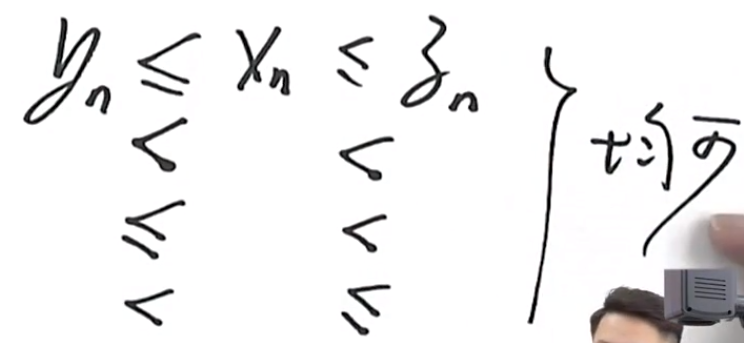 yₙ ≤ xₙ ≤ zₙ
< <
≤ <
< ≤
均可